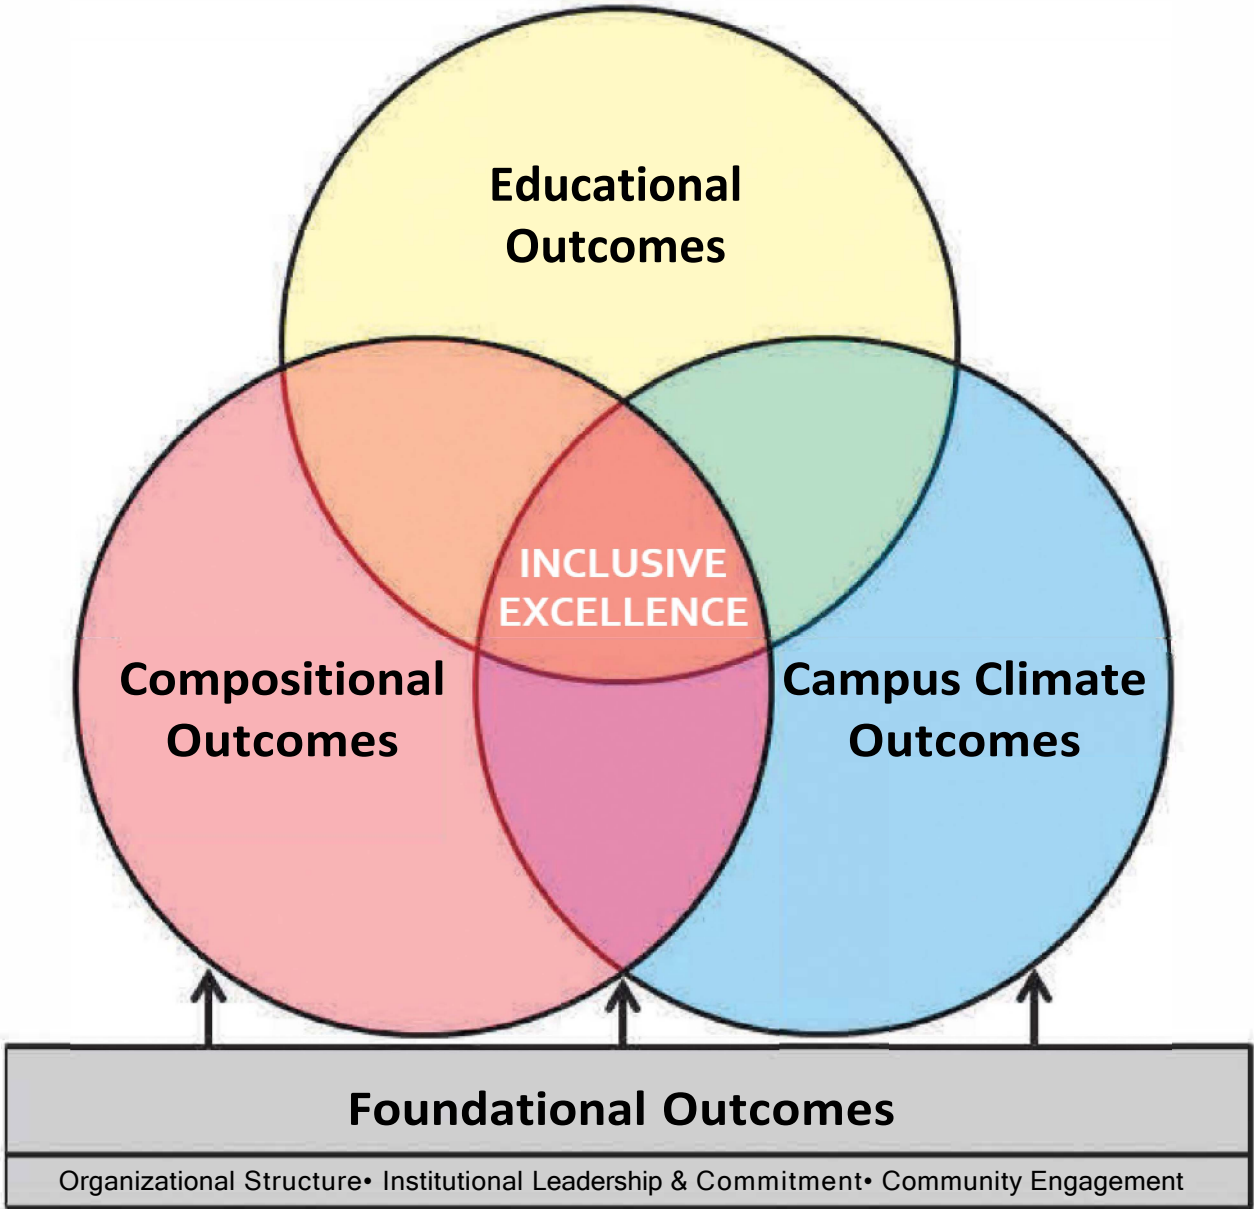 Educational
Outcomes
INCLUSIVE
EXCELLENCE
Compositional
Outcomes
Campus Climate
Outcomes
Foundational Outcomes
Organizational Structure• Institutional Leadership & Commitment• Community Engagement